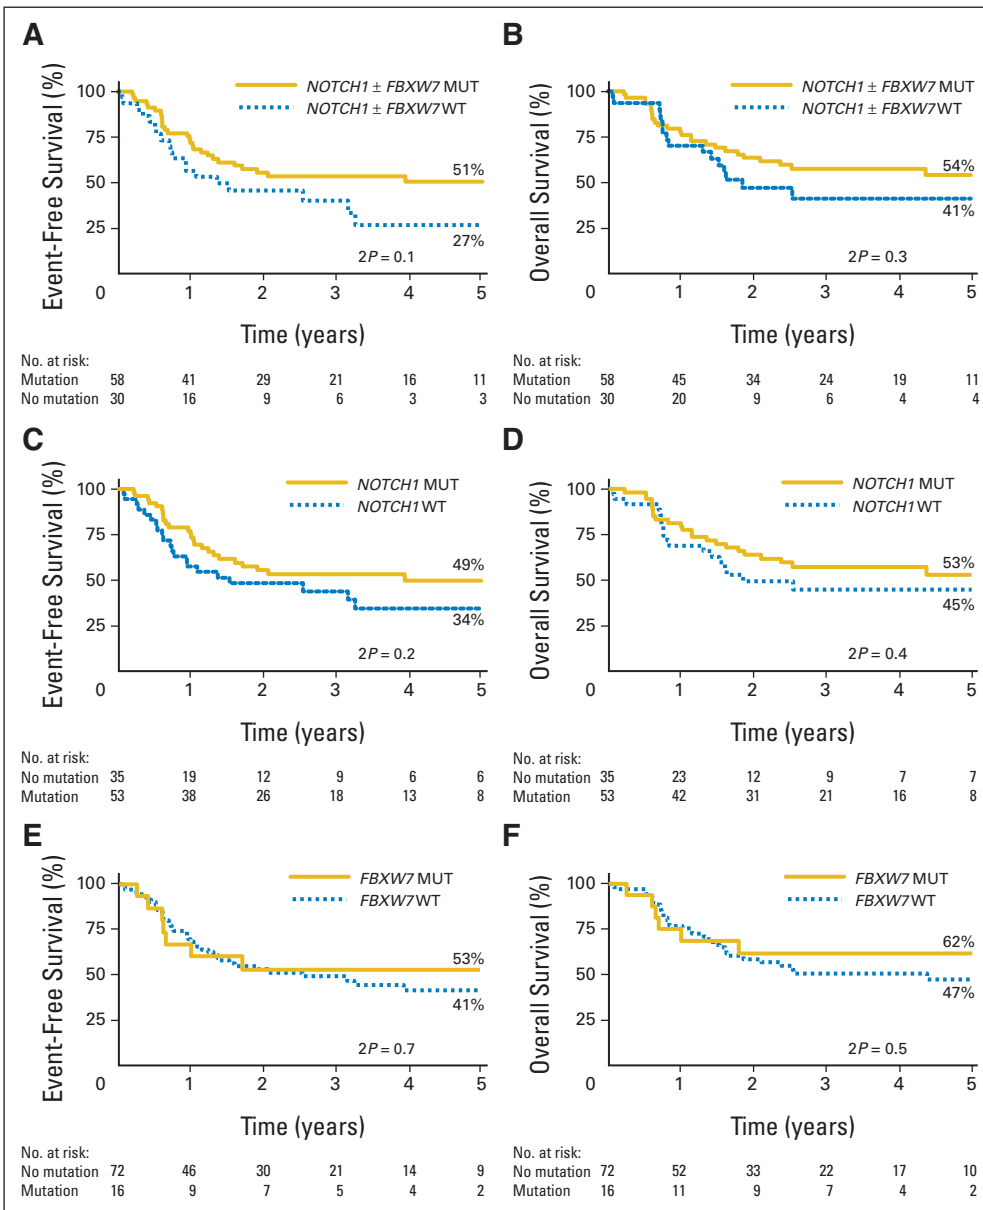 A
Event-Free Survival (%)
100
75
50
25
0
1
2
3
4
5
NOTCH1 ± FBXW7 MUT
NOTCH1 ± FBXW7 WT
51%
27%
2P = 0.1
Time (years)
No. at risk:
Mutation 58 41 29 21 16 11
No mutation 30 16 9 6 3 3
B
Overall Survival (%)
100
75
50
25
0
1
2
3
4
5
NOTCH1 ± FBXW7 MUT
NOTCH1 ± FBXW7 WT
54%
41%
2P = 0.3
Time (years)
No. at risk:
Mutation 58 45 34 24 19 11
No mutation 30 20 9 6 4 4
C
Event-Free Survival (%)
100
75
50
25
0
1
2
3
4
5
NOTCH1 MUT
NOTCH1 WT
49%
34%
2P = 0.2
Time (years)
No. at risk:
No mutation 35 19 12 9 6 6
Mutation 53 38 26 18 13 8
D
Overall Survival (%)
100
75
50
25
0
1
2
3
4
5
NOTCH1 MUT
NOTCH1 WT
53%
45%
2P = 0.4
Time (years)
No. at risk:
No mutation 35 23 12 9 7 7
Mutation 53 42 31 21 16 8
E
Event-Free Survival (%)
100
75
50
25
0
1
2
3
4
5
FBXW7 MUT
FBXW7 WT
53%
41%
2P = 0.7
Time (years)
No. at risk:
No mutation 72 46 30 21 14 9
Mutation 16 9 7 5 4 2
F
Overall Survival (%)
100
75
50
25
0
1
2
3
4
5
FBXW7 MUT
FBXW7 WT
62%
47%
2P = 0.5
Time (years)
No. at risk:
No mutation 72 52 33 22 17 10
Mutation 16 11 9 7 4 2